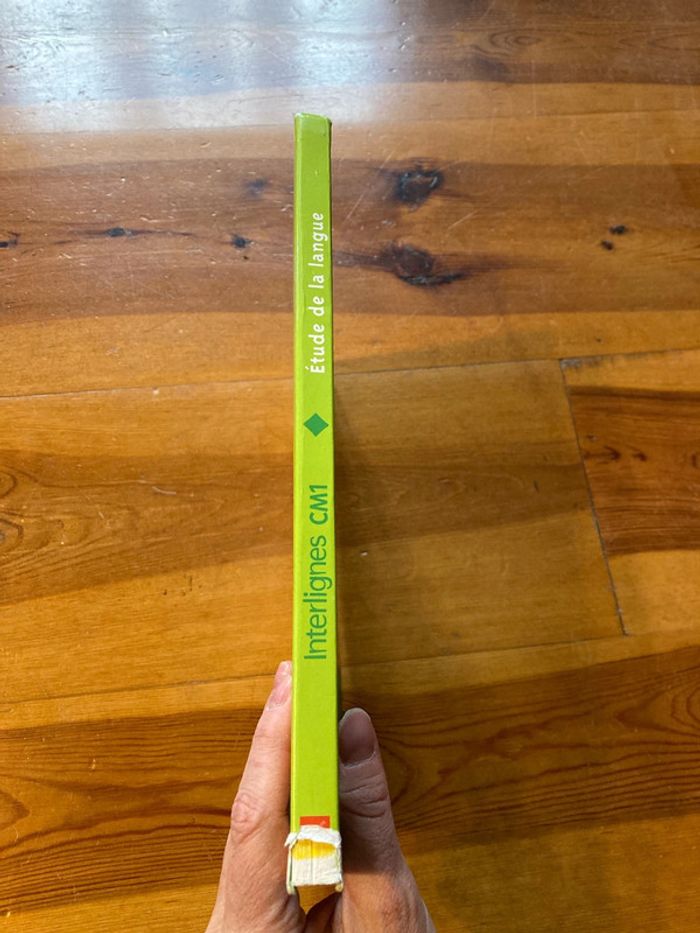 Interlignes CM1
Étude de la langue